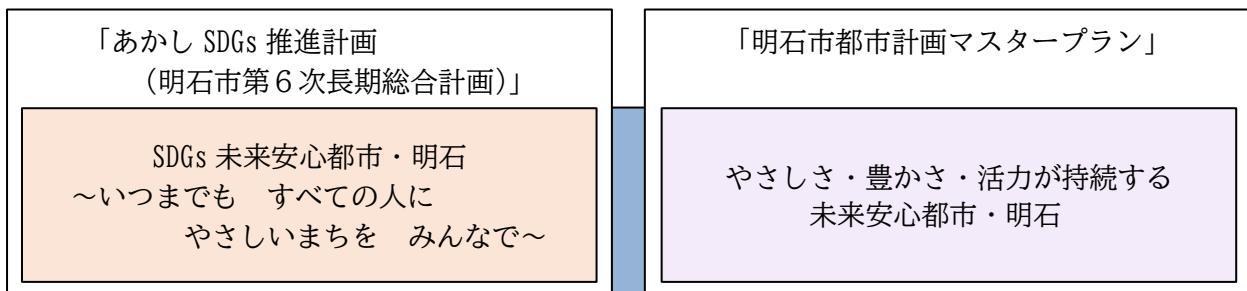 「あかし SDGs 推進計画
（明石市第６次長期総合計画）」
SDGs 未来安心都市・明石
～いつまでも　すべての人に
やさしいまちを　みんなで～
「明石市都市計画マスタープラン」
やさしさ・豊かさ・活力が持続する
未来安心都市・明石